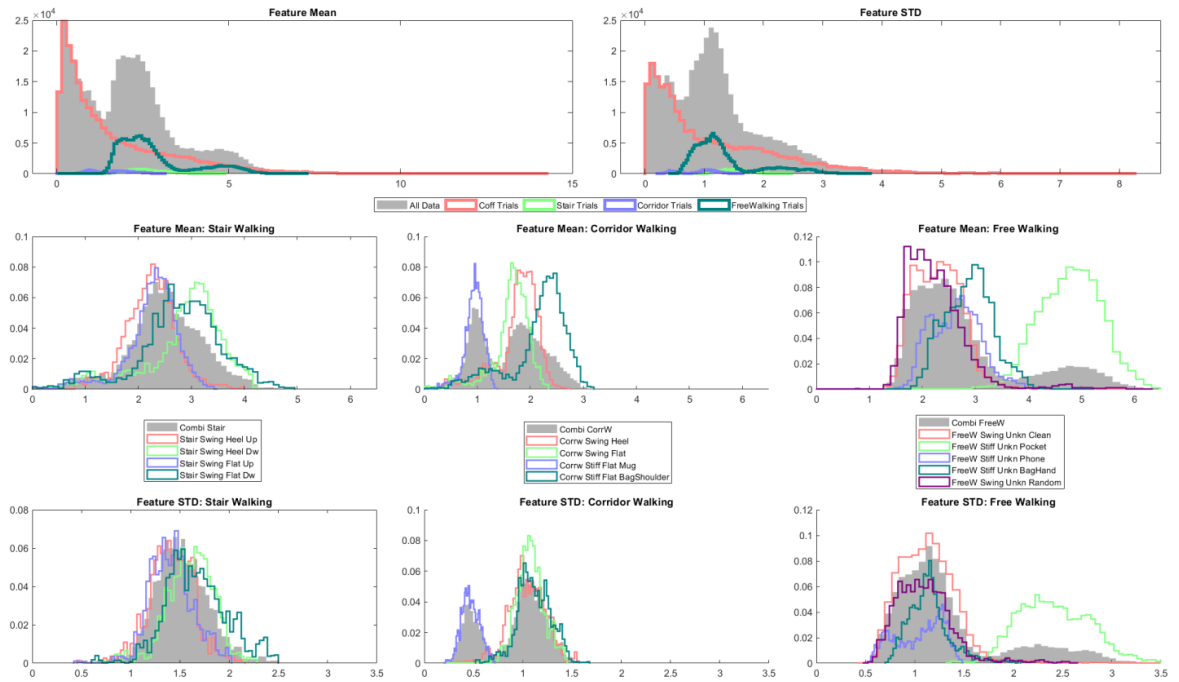 Feature Mean
Feature STD
×10⁴
2.5
2
1.5
1
0.5
0
0 5 10 15
×10⁴
2.5
2
1.5
1
0.5
0
0 1 2 3 4 5 6 7 8
All Data Coff Trials Stair Trials Corridor Trials FreeWalking Trials
Feature Mean: Stair Walking
0.1
0.08
0.06
0.04
0.02
0
0 1 2 3 4 5 6
Feature Mean: Corridor Walking
0.1
0.08
0.06
0.04
0.02
0
0 1 2 3 4 5 6
Feature Mean: Free Walking
0.12
0.1
0.08
0.06
0.04
0.02
0
0 1 2 3 4 5 6
Combi Stair
Stair Swing Heel Up
Stair Swing Heel Dw
Stair Swing Flat Up
Stair Swing Flat Dw
Combi CorrW
Corrw Swing Heel
Corrw Swing Flat
Corrw Stiff Flat Mug
Corrw Stiff Flat BagShoulder
Combi FreeW
FreeW Swing Unkn Clean
FreeW Stiff Unkn Pocket
FreeW Stiff Unkn Phone
FreeW Stiff Unkn BagHand
FreeW Swing Unkn Random
Feature STD: Stair Walking
0.08
0.06
0.04
0.02
0
0 0.5 1 1.5 2 2.5 3 3.5
Feature STD: Corridor Walking
0.1
0.08
0.06
0.04
0.02
0
0 0.5 1 1.5 2 2.5 3 3.5
Feature STD: Free Walking
0.12
0.1
0.08
0.06
0.04
0.02
0
0 0.5 1 1.5 2 2.5 3 3.5